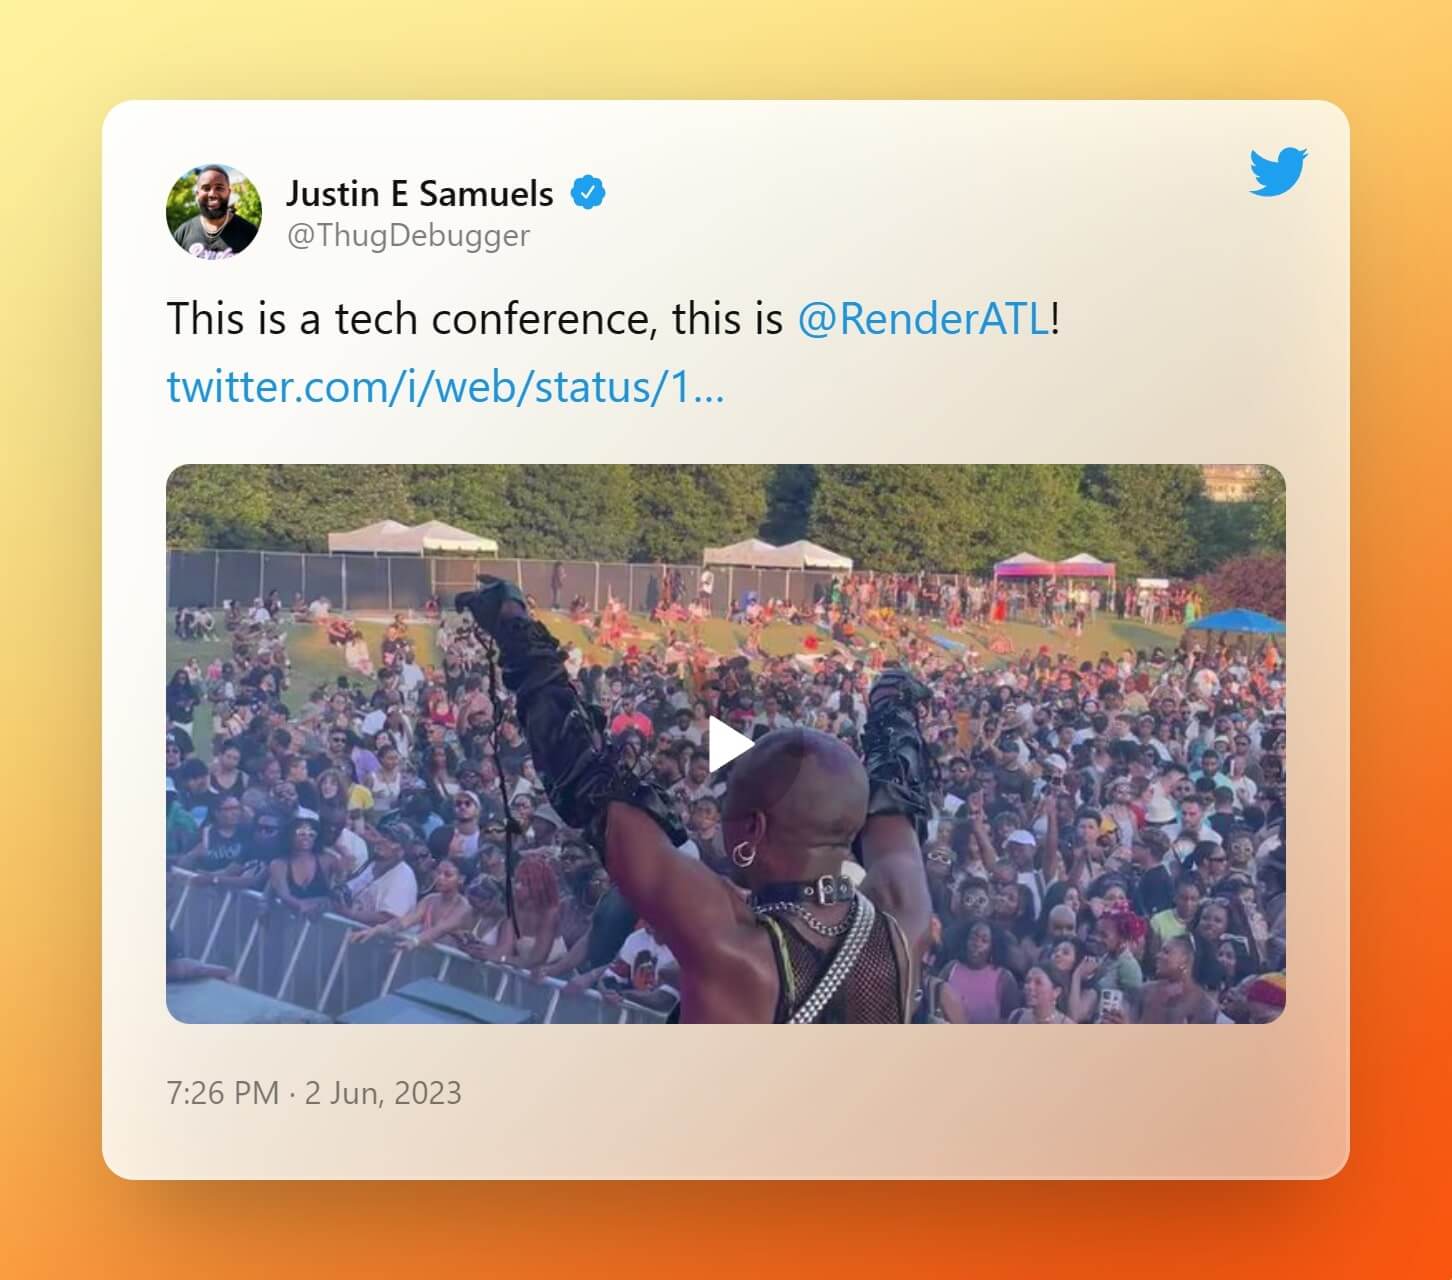 Justin E Samuels
@ThugDebugger
This is a tech conference, this is @RenderATL!
twitter.com/i/web/status/1...
7:26 PM · 2 Jun, 2023